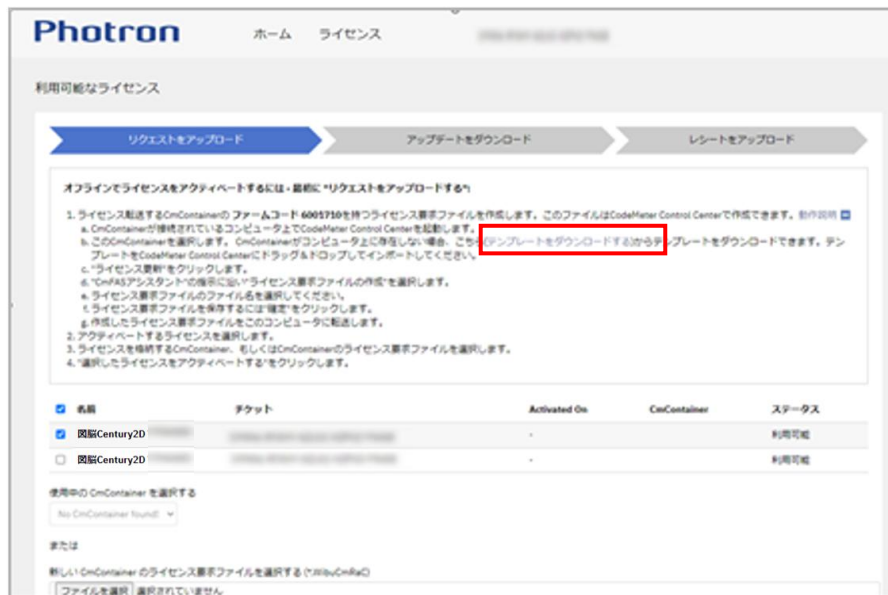 Photron ホーム ライセンス
利用可能なライセンス
リクエストをアップロード アップデートをダウンロード レシートをアップロード
オフラインでライセンスをアクティベートするには - 最初に "リクエストをアップロードする":
1. ライセンス転送するCmContainerの ファームコード 6001710を持つライセンス要求ファイルを作成します。このファイルはCodeMeter Control Centerで作成できます。 動作説明
a. CmContainerが接続されているコンピュータ上でCodeMeter Control Centerを起動します。
b. このCmContainerを選択します。 CmContainerがコンピュータ上に存在しない場合、こちら(テンプレートをダウンロードする)からテンプレートをダウンロードできます。テン
プレートをCodeMeter Control Centerにドラッグ&ドロップしてインポートしてください。
c. "ライセンス更新"をクリックします。
d. "CmFASアシスタント"の指示に沿い"ライセンス要求ファイルの作成"を選択します。
e. ライセンス要求ファイルのファイル名を選択してください。
f. ライセンス要求ファイルを保存するには"確定"をクリックします。
g. 作成したライセンス要求ファイルをこのコンピュータに転送します。
2. アクティベートするライセンスを選択します。
3. ライセンスを格納するCmContainer、もしくはCmContainerのライセンス要求ファイルを選択します。
4. "選択したライセンスをアクティベートする"をクリックします。
名前 チケット Activated On CmContainer ステータス
図脳Century2D - 利用可能
図脳Century2D - 利用可能
使用中の CmContainer を選択する
No CmContainer found!
または
新しい CmContainer のライセンス要求ファイルを選択する (*.WibuCmRaC)
ファイルを選択 選択されていません